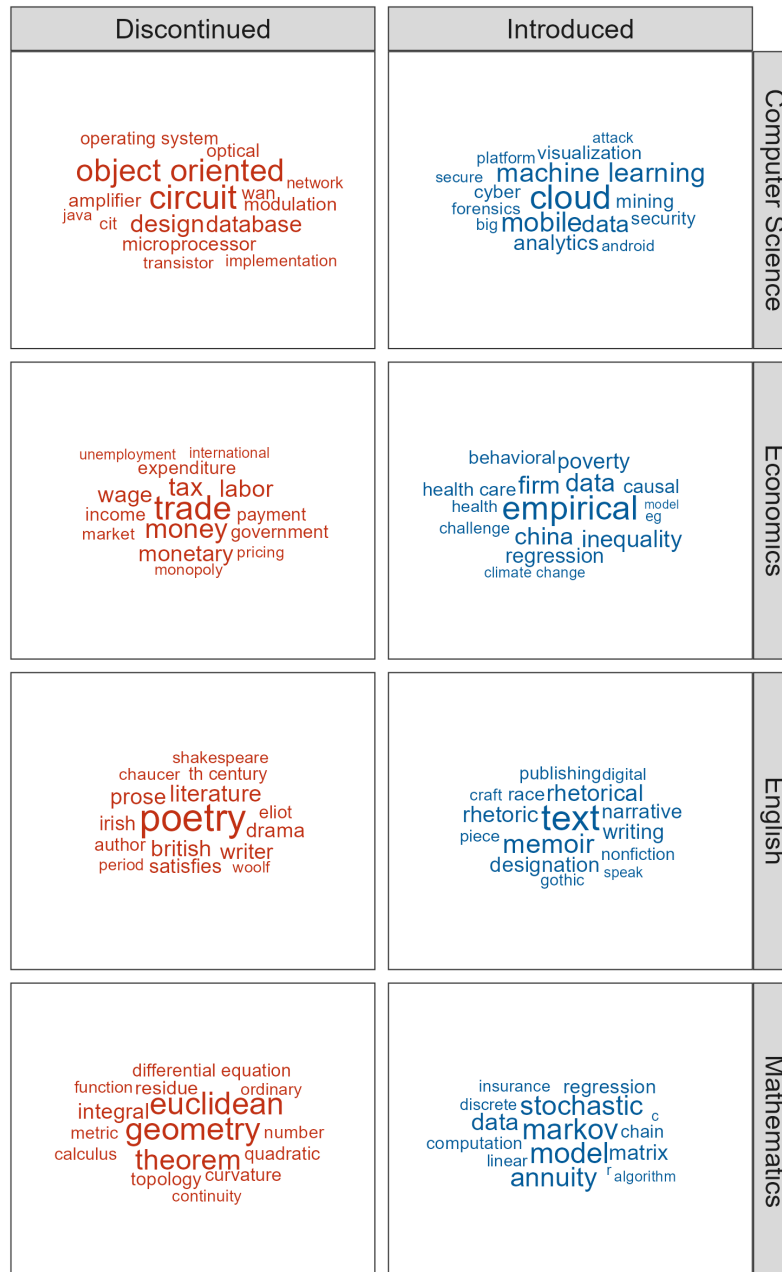 Discontinued
Introduced
Computer Science
operating system
optical
object oriented
network
amplifier circuit wan
modulation
java
cit design database
microprocessor
transistor implementation
attack
platform visualization
secure machine learning
cyber cloud mining
forensics
big mobile data security
analytics android
Economics
unemployment international
expenditure
wage tax labor
income trade payment
market money government
monetary pricing
monopoly
behavioral poverty
health care firm data causal
health empirical model
eg
challenge china inequality
regression
climate change
English
shakespeare
chaucer th century
prose literature
irish poetry eliot
drama
author british writer
period satisfies woolf
publishing digital
craft race rhetorical
rhetoric text narrative
piece memoir writing
designation nonfiction
gothic speak
Mathematics
differential equation
function residue ordinary
integral euclidean
metric geometry number
calculus theorem quadratic
topology curvature
continuity
insurance regression
discrete stochastic c
data markov chain
computation model matrix
linear
annuity r algorithm